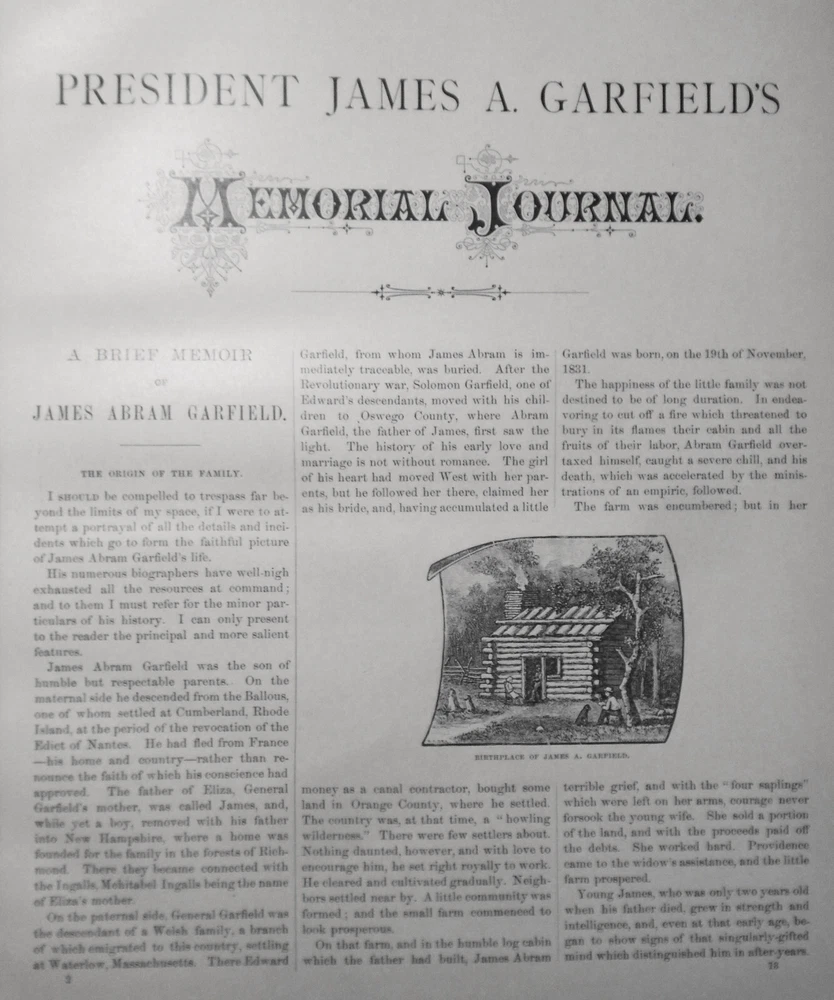 PRESIDENT JAMES A. GARFIELD'S
MEMORIAL JOURNAL.
A BRIEF MEMOIR
OF
JAMES ABRAM GARFIELD.
THE ORIGIN OF THE FAMILY.
I SHOULD be compelled to trespass far be-
yond the limits of my space, if I were to at-
tempt a portrayal of all the details and inci-
dents which go to form the faithful picture
of James Abram Garfield's life.
His numerous biographers have well-nigh
exhausted all the resources at command;
and to them I must refer for the minor par-
ticulars of his history. I can only present
to the reader the principal and more salient
features.
James Abram Garfield was the son of
humble but respectable parents. On the
maternal side he descended from the Ballous,
one of whom settled at Cumberland, Rhode
Island, at the period of the revocation of the
Edict of Nantes. He had fled from France
—his home and country—rather than re-
nounce the faith of which his conscience had
approved. The father of Eliza, General
Garfield's mother, was called James, and,
while yet a boy, removed with his father
into New Hampshire, where a home was
founded for the family in the forests of Rich-
mond. There they became connected with
the Ingalls, Mehitabel Ingalls being the name
of Eliza's mother.
On the paternal side, General Garfield was
the descendant of a Welsh family, a branch
of which emigrated to this country, settling
at Waterlow, Massachusetts. There Edward
2
Garfield, from whom James Abram is im-
mediately traceable, was buried. After the
Revolutionary war, Solomon Garfield, one of
Edward's descendants, moved with his chil-
dren to Oswego County, where Abram
Garfield, the father of James, first saw the
light. The history of his early love and
marriage is not without romance. The girl
of his heart had moved West with her par-
ents, but he followed her there, claimed her
as his bride, and, having accumulated a little
money as a canal contractor, bought some
land in Orange County, where he settled.
The country was, at that time, a "howling
wilderness." There were few settlers about.
Nothing daunted, however, and with love to
encourage him, he set right royally to work.
He cleared and cultivated gradually. Neigh-
bors settled near by. A little community was
formed; and the small farm commenced to
look prosperous.
On that farm, and in the humble log cabin
which the father had built, James Abram
Garfield was born, on the 19th of November,
1831.
The happiness of the little family was not
destined to be of long duration. In endea-
voring to cut off a fire which threatened to
bury in its flames their cabin and all the
fruits of their labor, Abram Garfield over-
taxed himself, caught a severe chill, and his
death, which was accelerated by the minis-
trations of an empiric, followed.
The farm was encumbered; but in her
BIRTHPLACE OF JAMES A. GARFIELD.
terrible grief, and with the "four saplings"
which were left on her arms, courage never
forsook the young wife. She sold a portion
of the land, and with the proceeds paid off
the debts. She worked hard. Providence
came to the widow's assistance, and the little
farm prospered.
Young James, who was only two years old
when his father died, grew in strength and
intelligence, and, even at that early age, be-
gan to show signs of that singularly-gifted
mind which distinguished him in after-years.